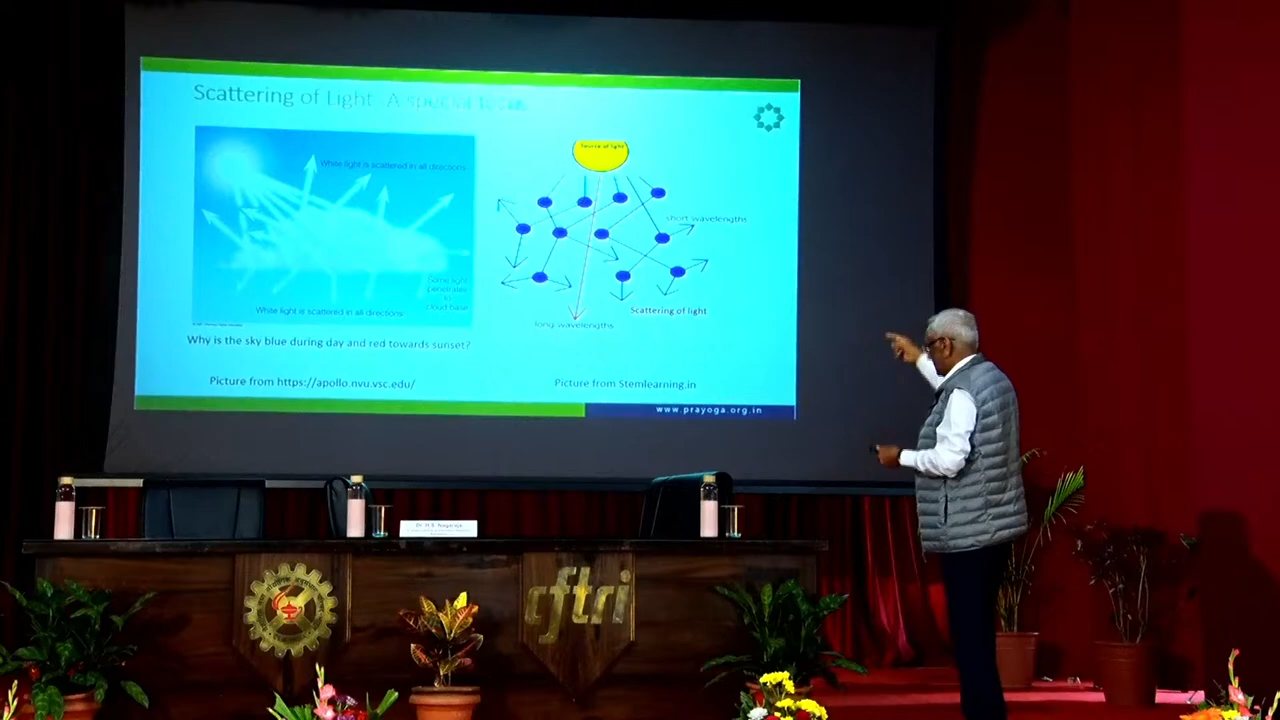 Scattering of Light A special
Source of light
White light is scattered in all directions
short wavelengths
Some light
penetrates
to
cloud base
White light is scattered in all directions
Scattering of light
long wavelengths
Why is the sky blue during day and red towards sunset?
Picture from https://apollo.nvu.vsc.edu/
Picture from Stemlearning.in
www.prayoga.org.in
cftri